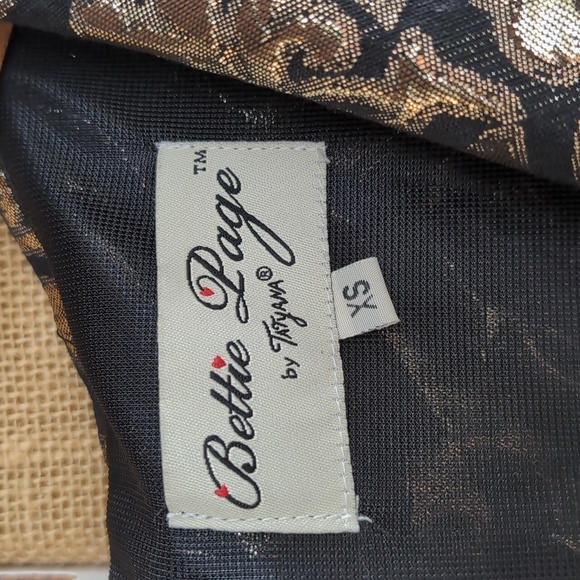 Bettie Page™
by TATYANA®
XS